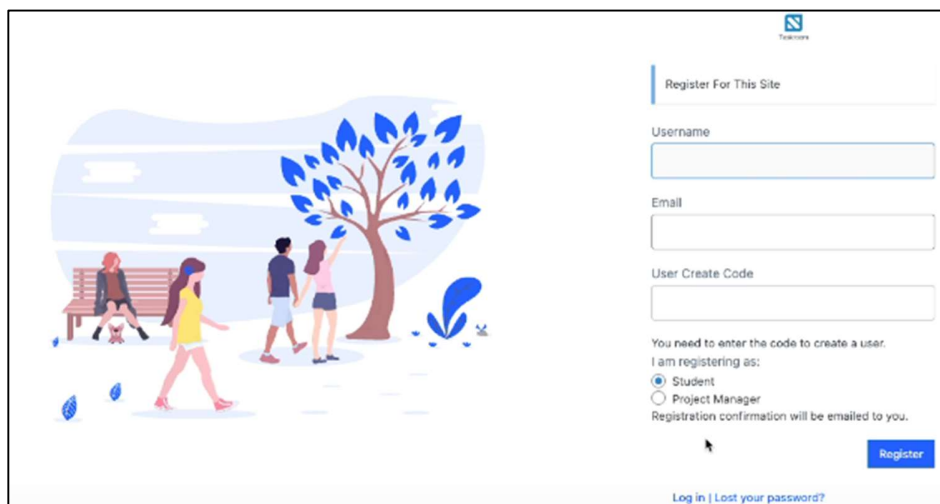 Register For This Site
Username
Email
User Create Code
You need to enter the code to create a user.
I am registering as:
Student
Project Manager
Registration confirmation will be emailed to you.
Register
Log in | Lost your password?